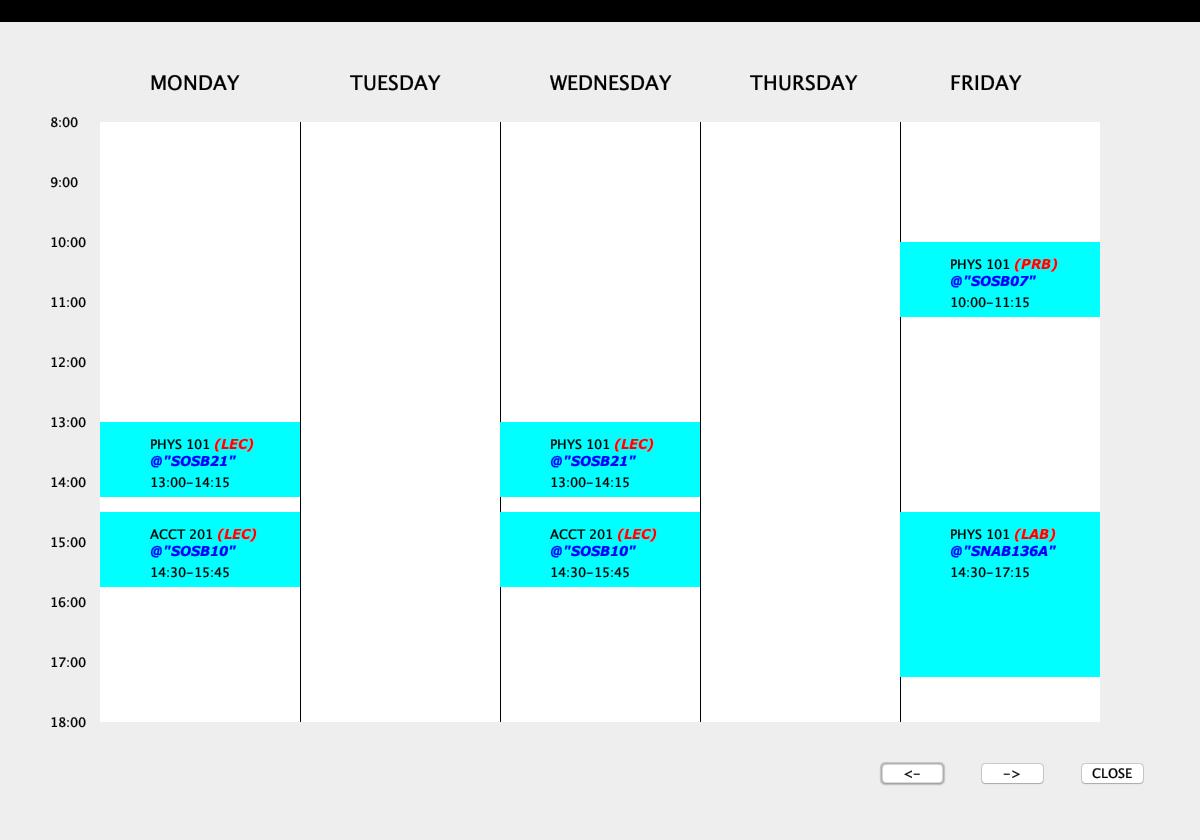 MONDAY TUESDAY WEDNESDAY THURSDAY FRIDAY
8:00
9:00
10:00
PHYS 101 (PRB)
@"SOSB07"
11:00
10:00-11:15
12:00
13:00
PHYS 101 (LEC) PHYS 101 (LEC)
@"SOSB21" @"SOSB21"
14:00
13:00-14:15 13:00-14:15
ACCT 201 (LEC) ACCT 201 (LEC) PHYS 101 (LAB)
15:00
@"SOSB10" @"SOSB10" @"SNAB136A"
14:30-15:45 14:30-15:45 14:30-17:15
16:00
17:00
18:00
<- -> CLOSE